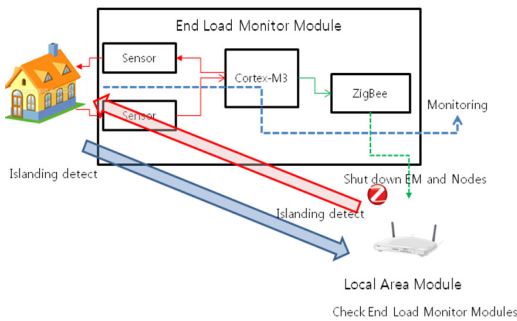 End Load Monitor Module
Sensor
Cortex-M3
ZigBee
Monitoring
Sensor
Islanding detect
Shut down EM and Nodes
Islanding detect
Local Area Module
Check End Load Monitor Modules